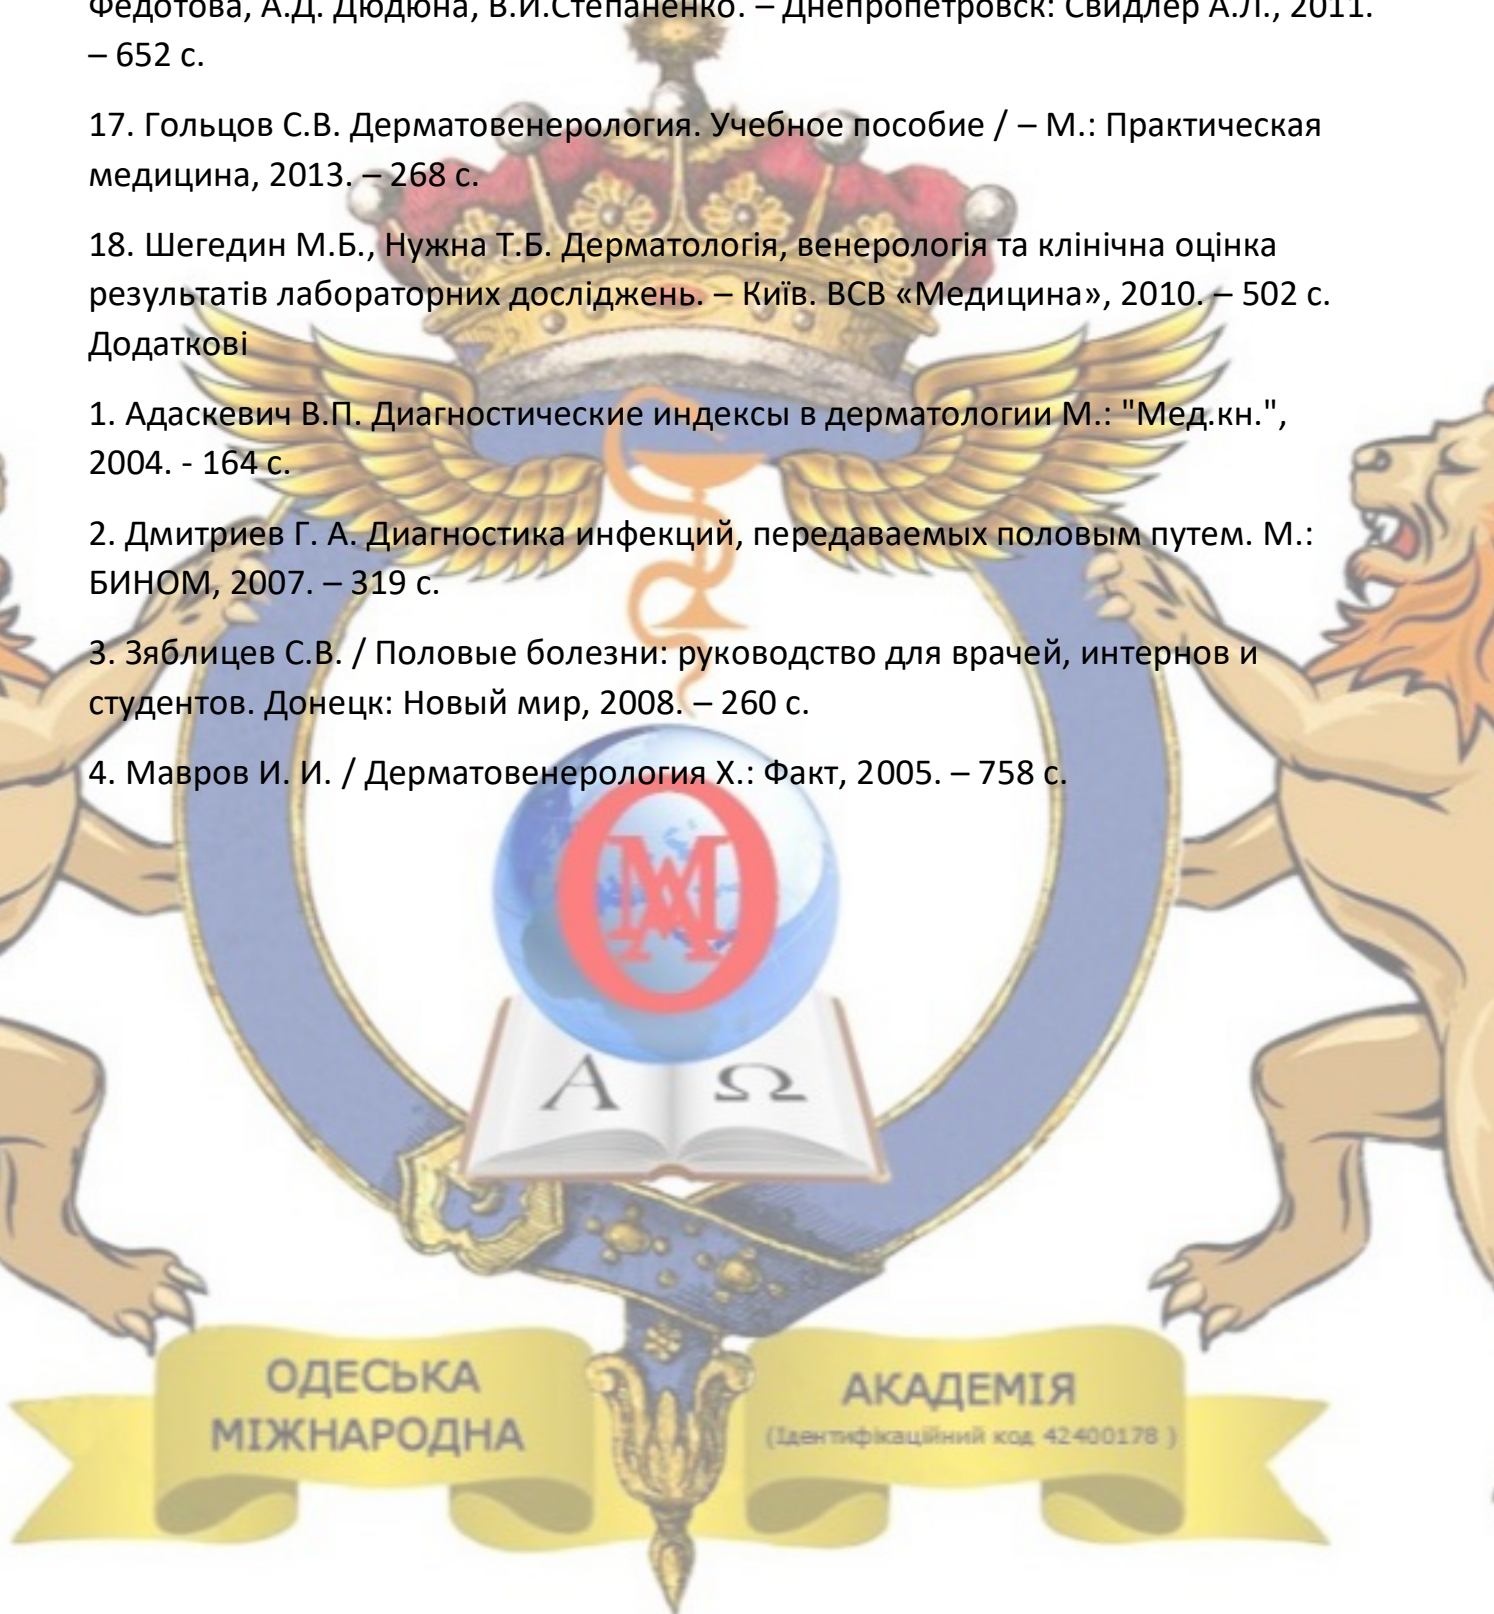 Федотова, А.Д. Дюдюна, В.И.Степаненко. – Днепропетровск: Свидлер А.Л., 2011.
– 652 с.
17. Гольцов С.В. Дерматовенерология. Учебное пособие / – М.: Практическая
медицина, 2013. – 268 с.
18. Шегедин М.Б., Нужна Т.Б. Дерматологія, венерологія та клінічна оцінка
результатів лабораторних досліджень. – Київ. ВСВ «Медицина», 2010. – 502 с.
Додаткові
1. Адаскевич В.П. Диагностические индексы в дерматологии М.: "Мед.кн.",
2004. - 164 с.
2. Дмитриев Г. А. Диагностика инфекций, передаваемых половым путем. М.:
БИНОМ, 2007. – 319 с.
3. Зяблицев С.В. / Половые болезни: руководство для врачей, интернов и
студентов. Донецк: Новый мир, 2008. – 260 с.
4. Мавров И. И. / Дерматовенерология Х.: Факт, 2005. – 758 с.
ОМА
Α Ω
ОДЕСЬКА
МІЖНАРОДНА
АКАДЕМІЯ
(Ідентифікаційний код 42400178 )